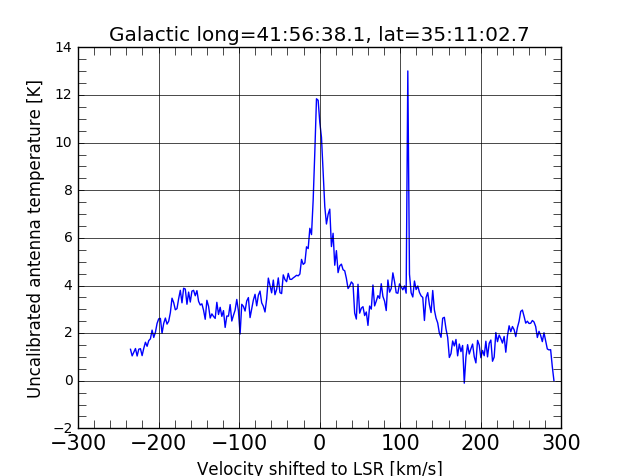 Galactic long=41:56:38.1, lat=35:11:02.7
Uncalibrated antenna temperature [K]
14
12
10
8
6
4
2
0
−2
−300 −200 −100 0 100 200 300
Velocity shifted to LSR [km/s]